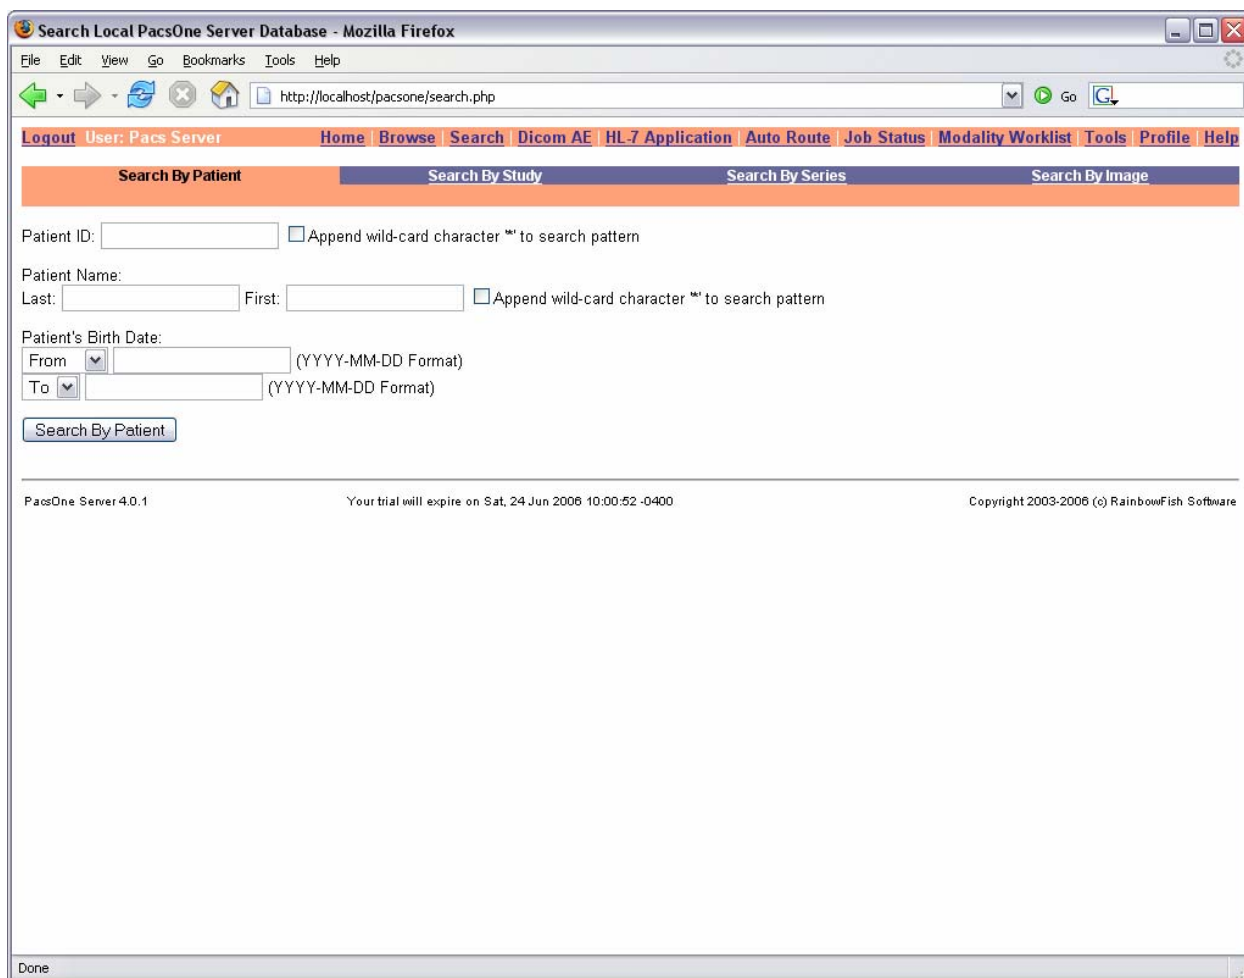 Search Local PacsOne Server Database - Mozilla Firefox
File Edit View Go Bookmarks Tools Help
http://localhost/pacsone/search.php Go G
Logout User: Pacs Server Home | Browse | Search | Dicom AE | HL-7 Application | Auto Route | Job Status | Modality Worklist | Tools | Profile | Help
Search By Patient Search By Study Search By Series Search By Image
Patient ID: Append wild-card character '*' to search pattern
Patient Name:
Last: First: Append wild-card character '*' to search pattern
Patient's Birth Date:
From (YYYY-MM-DD Format)
To (YYYY-MM-DD Format)
Search By Patient
PacsOne Server 4.0.1 Your trial will expire on Sat, 24 Jun 2006 10:00:52 -0400 Copyright 2003-2006 (c) RainbowFish Software
Done